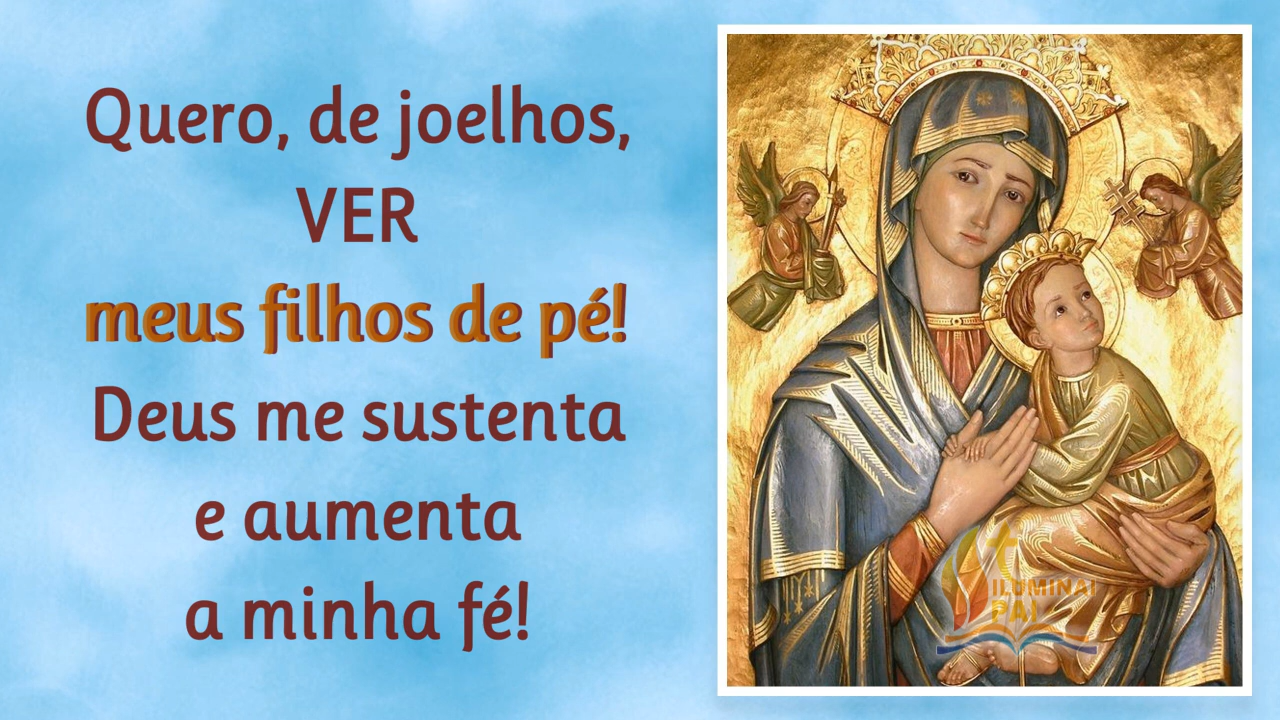 Quero, de joelhos,
VER
meus filhos de pé!
Deus me sustenta
e aumenta
a minha fé!
ILUMINAI
PAI